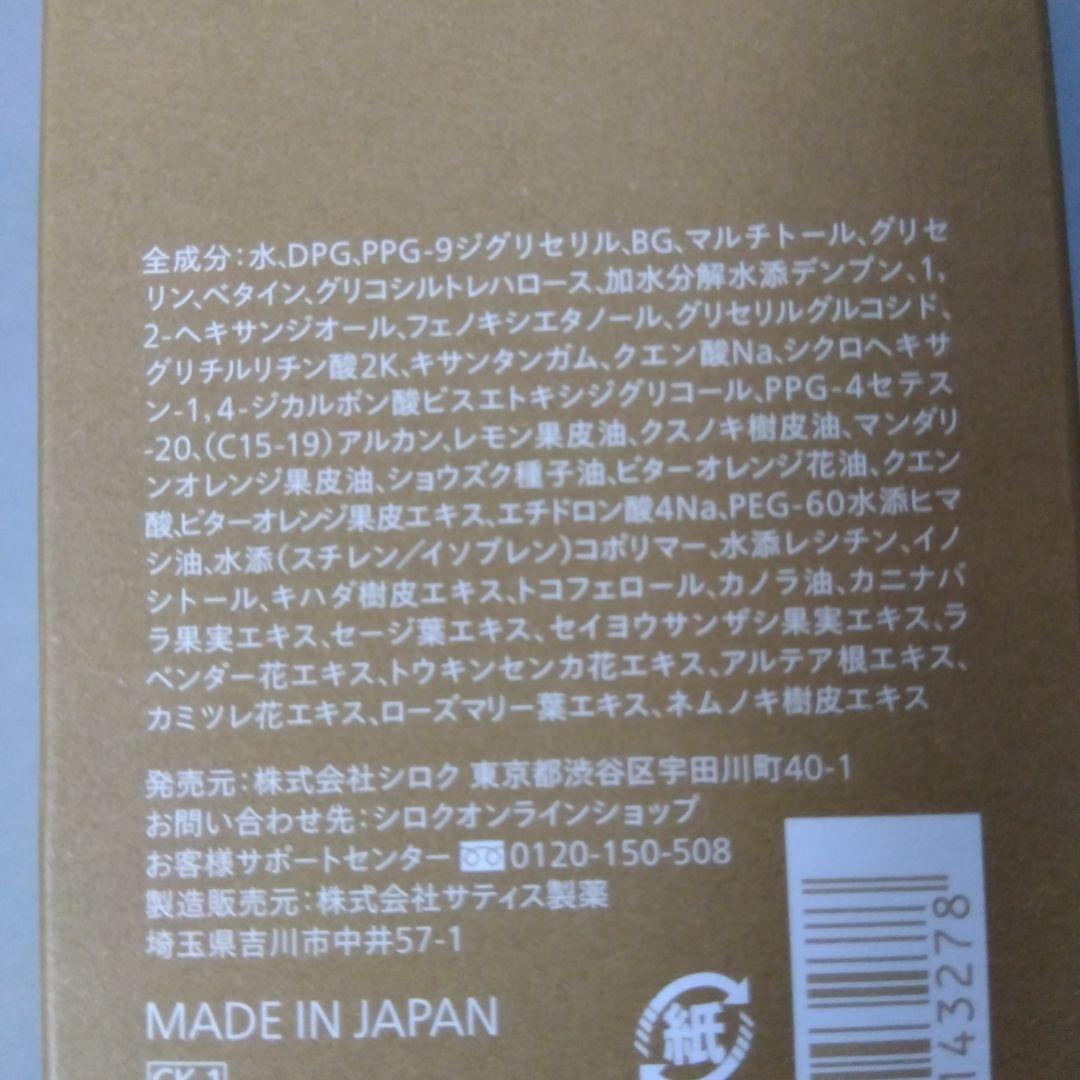 全成分：水、DPG、PPG-9ジグリセリル、BG、マルチトール、グリセ
リン、ベタイン、グリコシルトレハロース、加水分解水添デンプン、1,
2-ヘキサンジオール、フェノキシエタノール、グリセリルグルコシド、
グリチルリチン酸2K、キサンタンガム、クエン酸Na、シクロヘキサ
ン-1,4-ジカルボン酸ビスエトキシジグリコール、PPG-4セテス
-20、(C15-19)アルカン、レモン果皮油、クスノキ樹皮油、マンダリ
ンオレンジ果皮油、ショウズク種子油、ビターオレンジ花油、クエン
酸、ビターオレンジ果皮エキス、エチドロン酸4Na、PEG-60水添ヒマ
シ油、水添(スチレン/イソプレン)コポリマー、水添レシチン、イノ
シトール、キハダ樹皮エキス、トコフェロール、カノラ油、カニナバ
ラ果実エキス、セージ葉エキス、セイヨウサンザシ果実エキス、ラ
ベンダー花エキス、トウキンセンカ花エキス、アルテア根エキス、
カミツレ花エキス、ローズマリー葉エキス、ネムノキ樹皮エキス
発売元：株式会社シロク 東京都渋谷区宇田川町40-1
お問い合わせ先：シロクオンラインショップ
お客様サポートセンター 0120-150-508
製造販売元：株式会社サティス製薬
埼玉県吉川市中井57-1
MADE IN JAPAN
紙
CK-1
143278